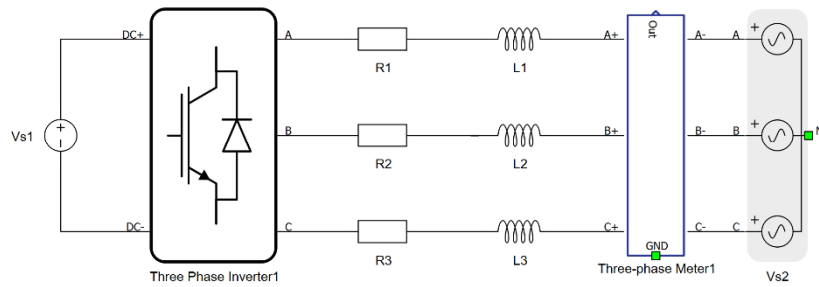 Out
DC+
A
A+
A-
A
+
R1
L1
Vs1
+
-
B
B+
B-
B
+
N
R2
L2
DC-
C
C+
C-
C
+
GND
R3
L3
Three Phase Inverter1
Three-phase Meter1
Vs2